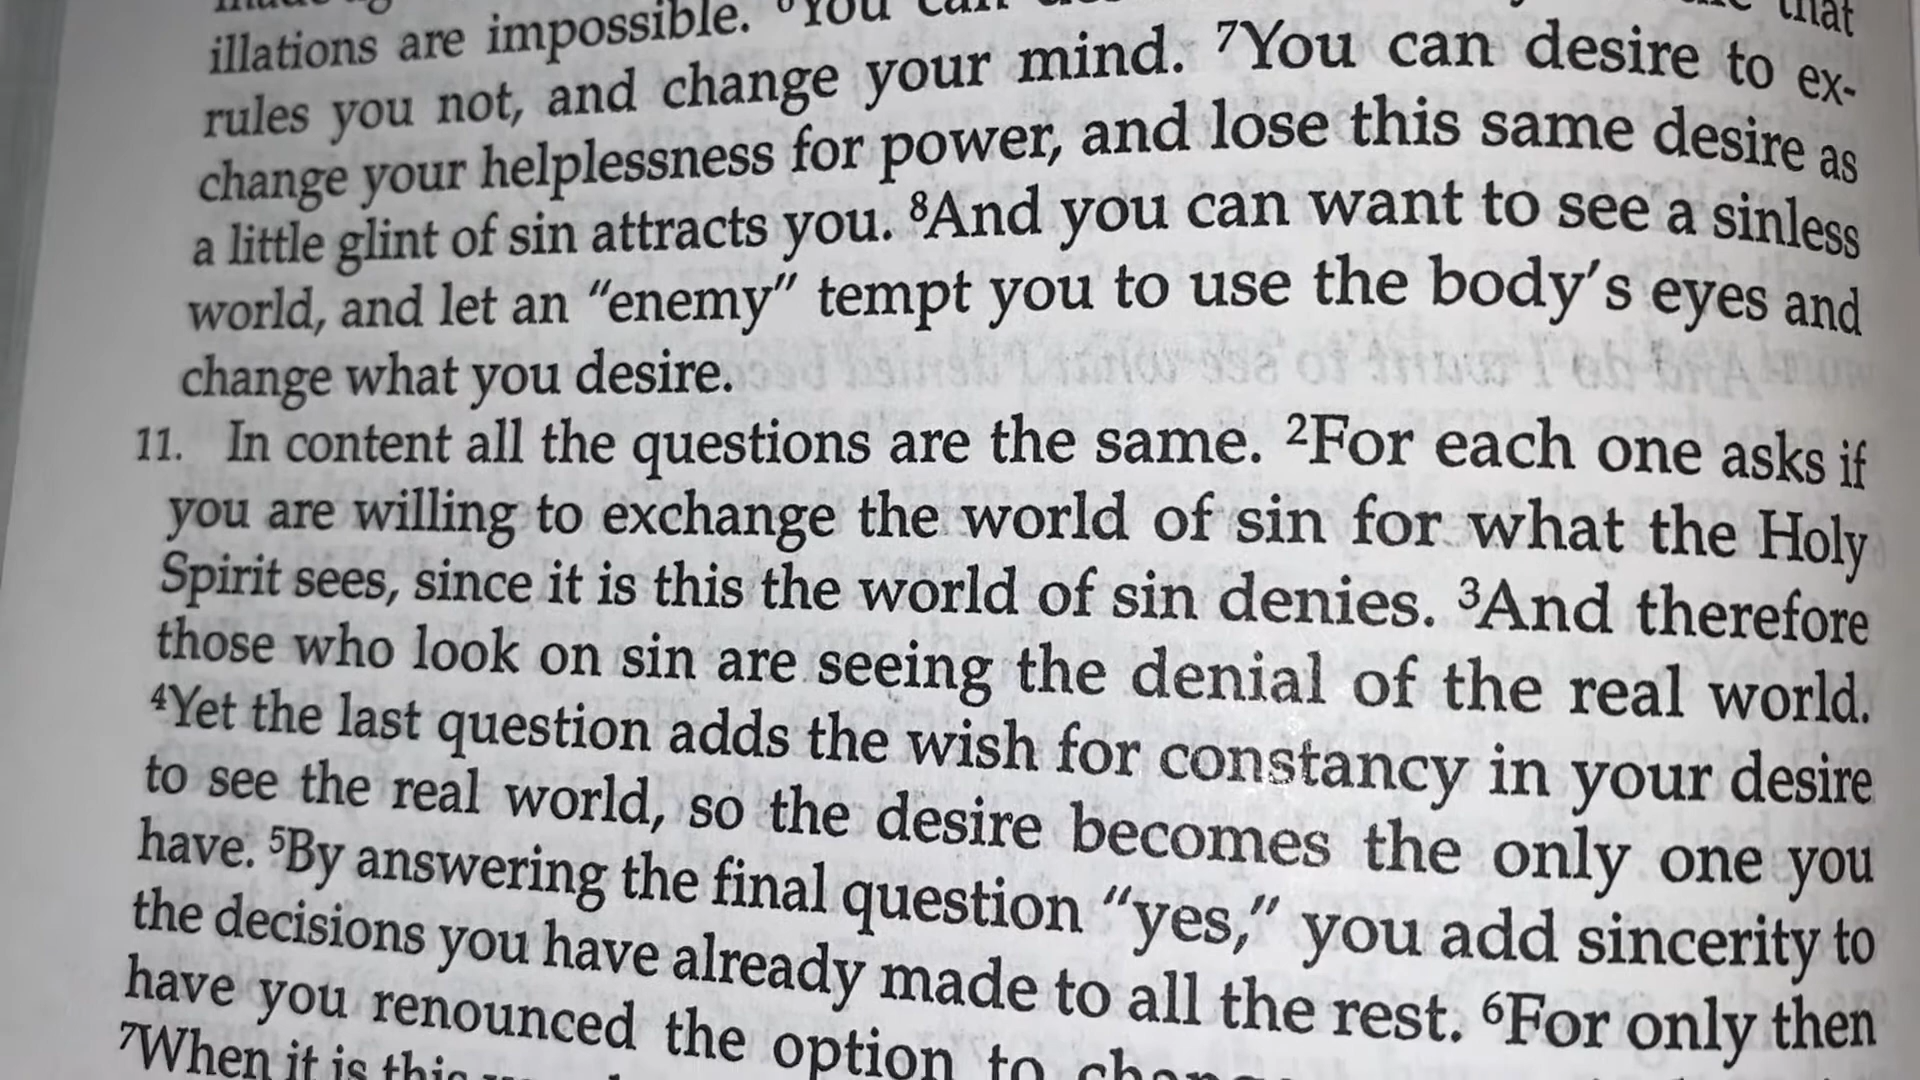 illations are impossible. ⁶You can
rules you not, and change your mind. ⁷You can desire to ex-
change your helplessness for power, and lose this same desire as
a little glint of sin attracts you. ⁸And you can want to see a sinless
world, and let an “enemy” tempt you to use the body’s eyes and
change what you desire.
11. In content all the questions are the same. ²For each one asks if
you are willing to exchange the world of sin for what the Holy
Spirit sees, since it is this the world of sin denies. ³And therefore
those who look on sin are seeing the denial of the real world.
⁴Yet the last question adds the wish for constancy in your desire
to see the real world, so the desire becomes the only one you
have. ⁵By answering the final question “yes,” you add sincerity to
the decisions you have already made to all the rest. ⁶For only then
have you renounced the option to
⁷When it is this